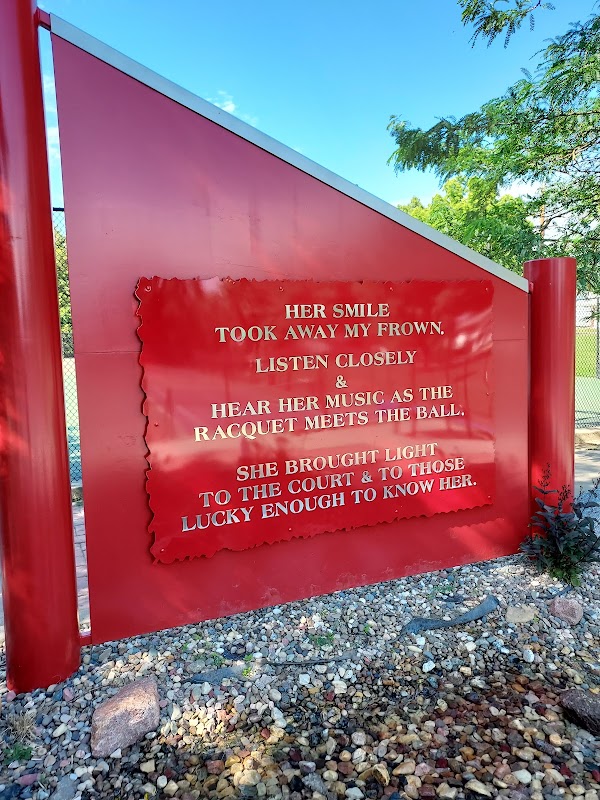 HER SMILE
TOOK AWAY MY FROWN.
LISTEN CLOSELY
&
HEAR HER MUSIC AS THE
RACQUET MEETS THE BALL.
SHE BROUGHT LIGHT
TO THE COURT & TO THOSE
LUCKY ENOUGH TO KNOW HER.